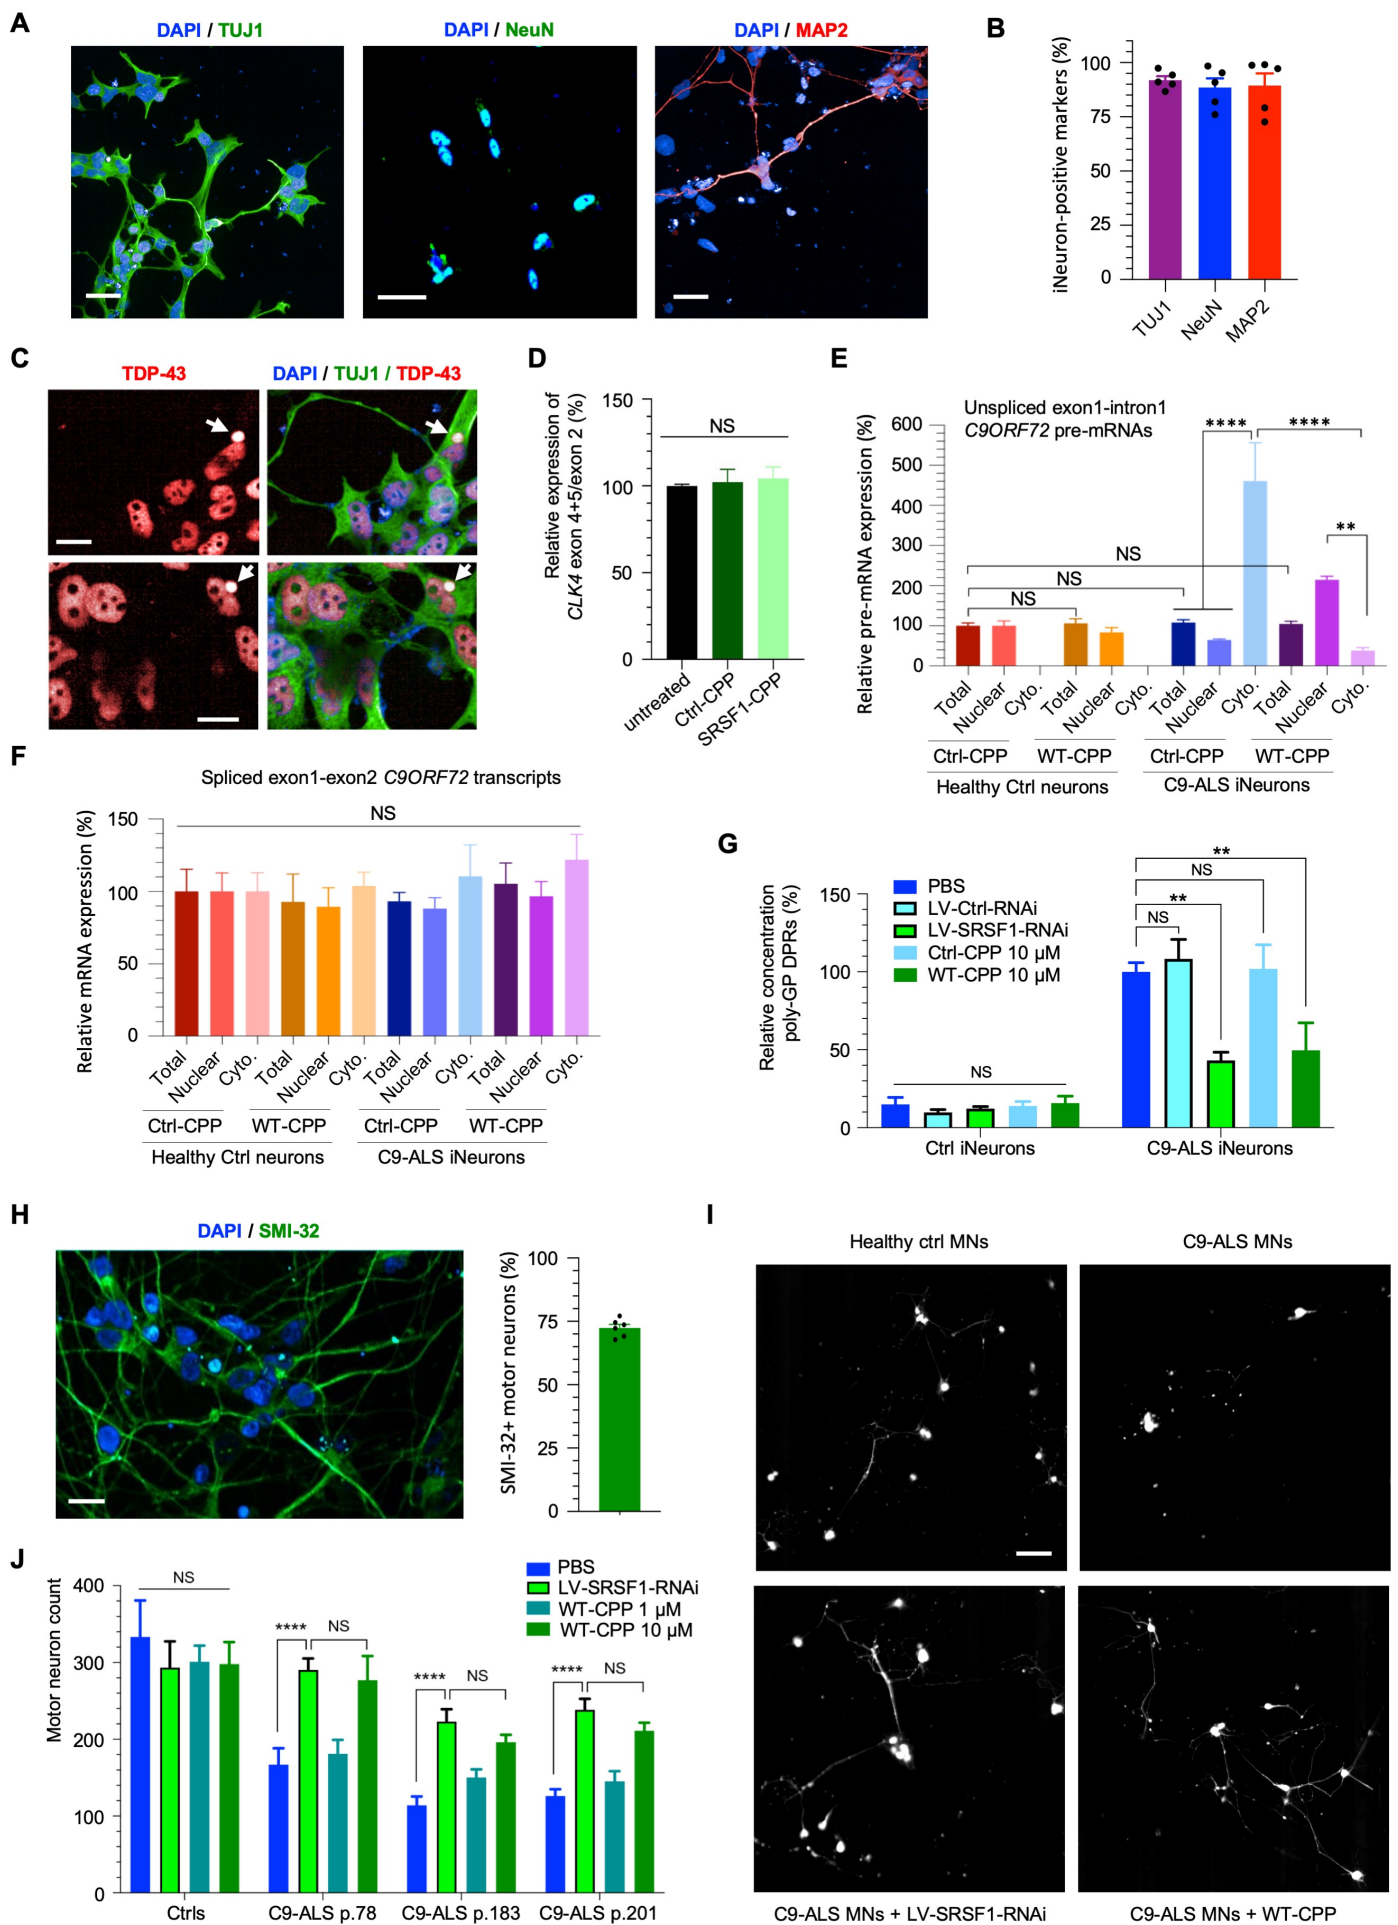 A
DAPI / TUJ1
DAPI / NeuN
DAPI / MAP2
B
iNeuron-positive markers (%)
100
75
50
25
0
TUJ1
NeuN
MAP2
C
TDP-43
DAPI / TUJ1 / TDP-43
D
Relative expression of
CLK4 exon 4+5/exon 2 (%)
150
100
50
0
NS
untreated
Ctrl-CPP
SRSF1-CPP
E
Unspliced exon1-intron1
C9ORF72 pre-mRNAs
Relative pre-mRNA expression (%)
600
500
400
300
200
100
0
NS
NS
NS
****
****
**
Total
Nuclear
Cyto.
Total
Nuclear
Cyto.
Total
Nuclear
Cyto.
Total
Nuclear
Cyto.
Ctrl-CPP
WT-CPP
Ctrl-CPP
WT-CPP
Healthy Ctrl neurons
C9-ALS iNeurons
F
Spliced exon1-exon2 C9ORF72 transcripts
Relative mRNA expression (%)
150
100
50
0
NS
Total
Nuclear
Cyto.
Total
Nuclear
Cyto.
Total
Nuclear
Cyto.
Total
Nuclear
Cyto.
Ctrl-CPP
WT-CPP
Ctrl-CPP
WT-CPP
Healthy Ctrl neurons
C9-ALS iNeurons
G
Relative concentration
poly-GP DPRs (%)
150
100
50
0
PBS
LV-Ctrl-RNAi
LV-SRSF1-RNAi
Ctrl-CPP 10 µM
WT-CPP 10 µM
NS
**
NS
**
NS
Ctrl iNeurons
C9-ALS iNeurons
H
DAPI / SMI-32
SMI-32+ motor neurons (%)
100
75
50
25
0
I
Healthy ctrl MNs
C9-ALS MNs
C9-ALS MNs + LV-SRSF1-RNAi
C9-ALS MNs + WT-CPP
J
Motor neuron count
400
300
200
100
0
PBS
LV-SRSF1-RNAi
WT-CPP 1 µM
WT-CPP 10 µM
NS
****
NS
****
NS
****
NS
Ctrls
C9-ALS p.78
C9-ALS p.183
C9-ALS p.201